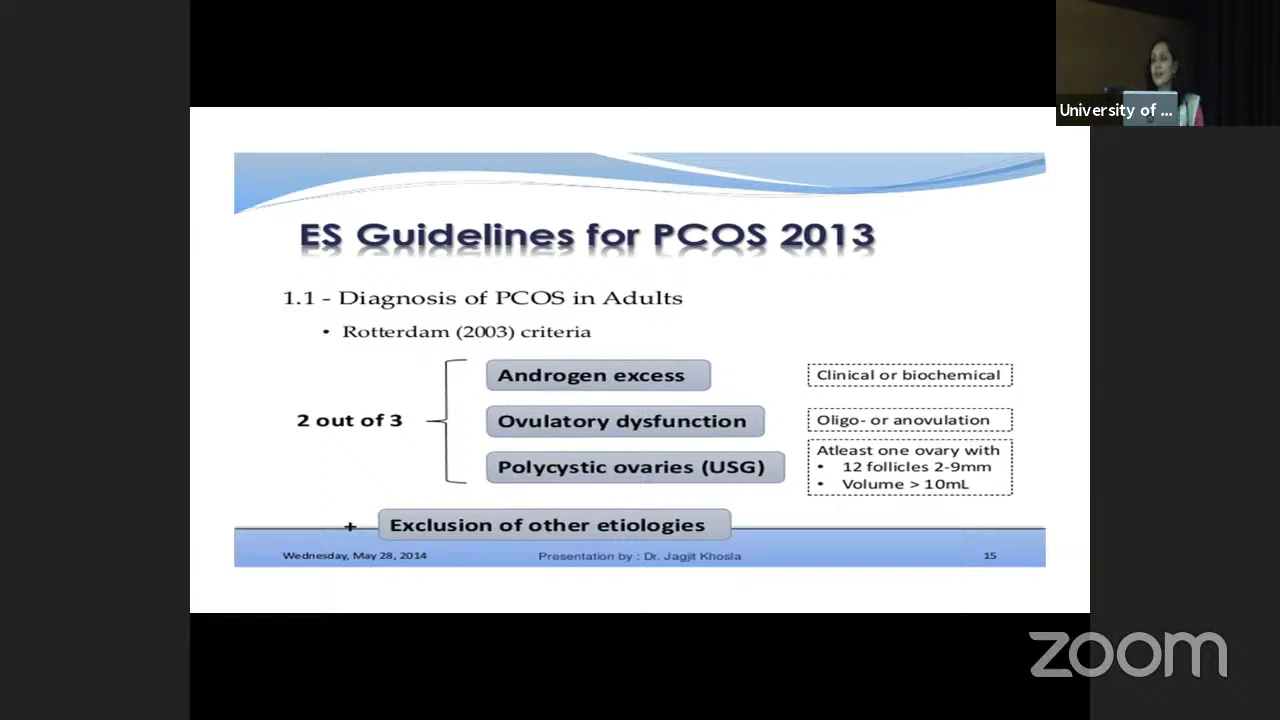 University of ...
ES Guidelines for PCOS 2013
1.1 - Diagnosis of PCOS in Adults
• Rotterdam (2003) criteria
2 out of 3
Androgen excess
Clinical or biochemical
Ovulatory dysfunction
Oligo- or anovulation
Polycystic ovaries (USG)
Atleast one ovary with
• 12 follicles 2-9mm
• Volume > 10mL
+ Exclusion of other etiologies
Wednesday, May 28, 2014
Presentation by : Dr. Jagjit Khosla
15
zoom